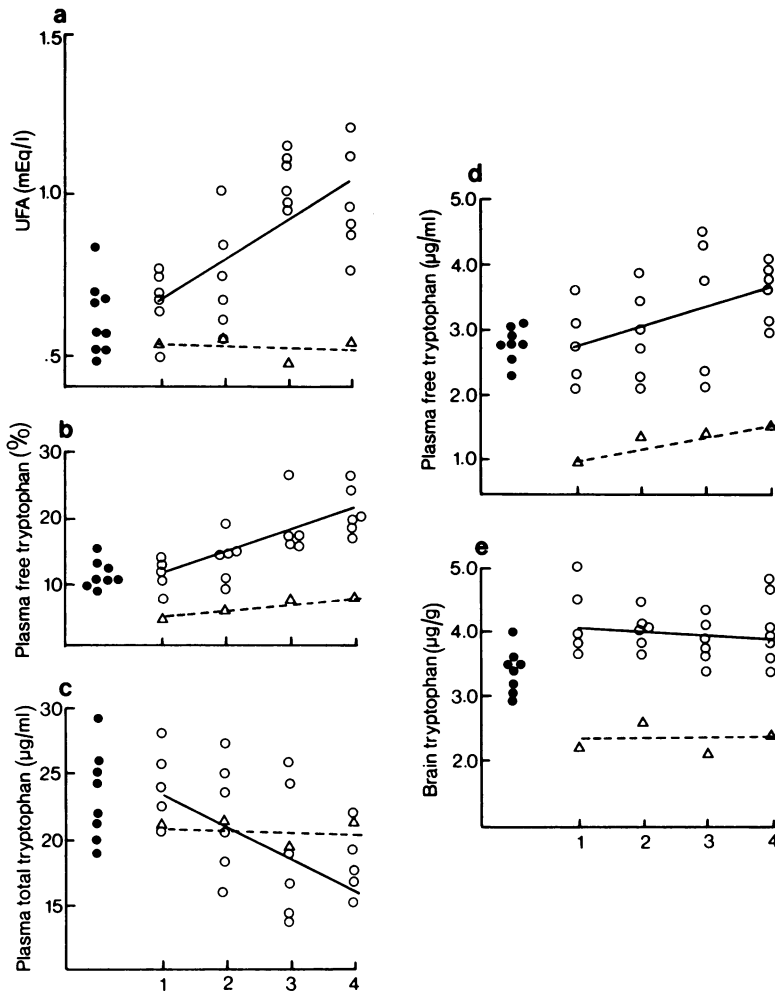 a
1.5
1.0
.5
UFA (mEq/l)
b
30
20
10
Plasma free tryptophan (%)
c
30
25
20
15
Plasma total tryptophan (µg/ml)
1 2 3 4
d
5.0
4.0
3.0
2.0
1.0
Plasma free tryptophan (µg/ml)
e
5.0
4.0
3.0
2.0
Brain tryptophan (µg/g)
1 2 3 4